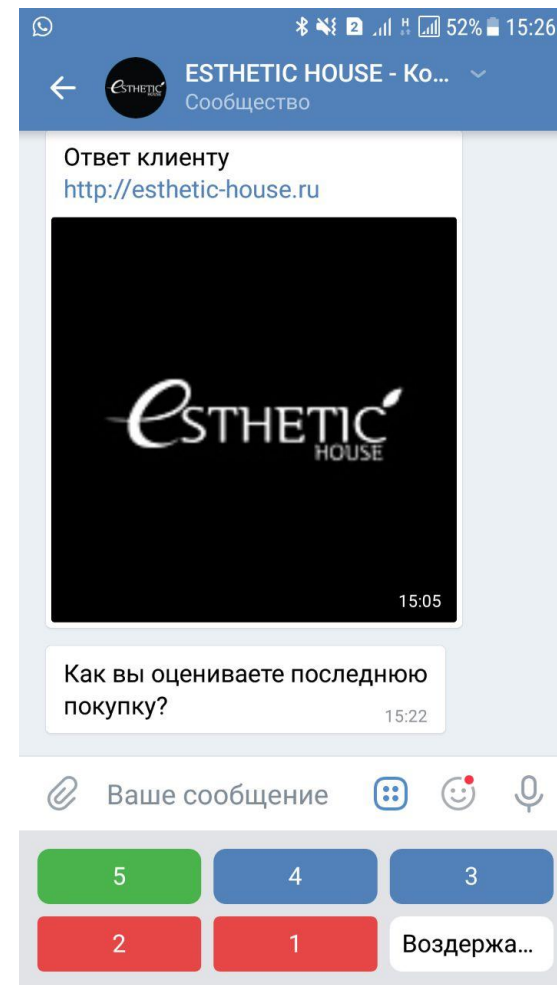 2 52% 15:26
ESTHETIC HOUSE - Ко...
Сообщество
Ответ клиенту
http://esthetic-house.ru
ESTHETIC
HOUSE
15:05
Как вы оцениваете последнюю
покупку?
15:22
Ваше сообщение
5 4 3
2 1 Воздержа...